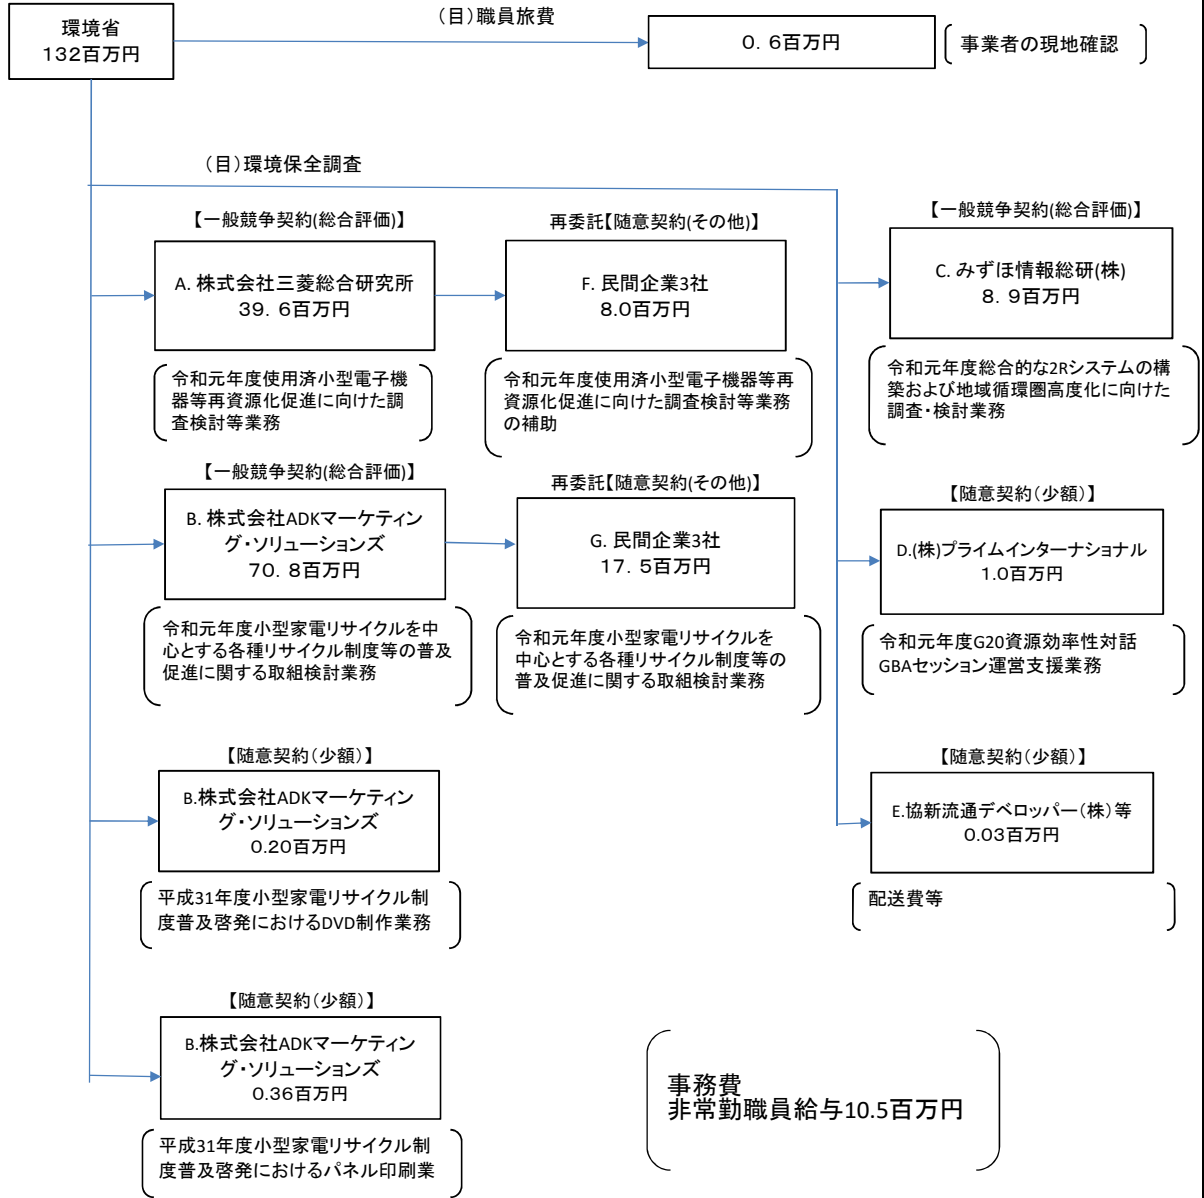 環境省
132百万円
（目）職員旅費
０．６百万円
事業者の現地確認
（目）環境保全調査
【一般競争契約(総合評価)】
A. 株式会社三菱総合研究所
39．6百万円
令和元年度使用済小型電子機
器等再資源化促進に向けた調
査検討等業務
再委託【随意契約(その他)】
F. 民間企業3社
8.0百万円
令和元年度使用済小型電子機器等再
資源化促進に向けた調査検討等業務
の補助
【一般競争契約(総合評価)】
C. みずほ情報総研(株)
8．9百万円
令和元年度総合的な2Rシステムの構
築および地域循環圏高度化に向けた
調査・検討業務
【一般競争契約(総合評価)】
B. 株式会社ADKマーケティン
グ・ソリューションズ
70．8百万円
令和元年度小型家電リサイクルを中
心とする各種リサイクル制度等の普及
促進に関する取組検討業務
再委託【随意契約(その他)】
G. 民間企業3社
17．5百万円
令和元年度小型家電リサイクルを
中心とする各種リサイクル制度等の
普及促進に関する取組検討業務
【随意契約（少額）】
D.(株)プライムインターナショナル
1.0百万円
令和元年度G20資源効率性対話
GBAセッション運営支援業務
【随意契約（少額）】
B.株式会社ADKマーケティン
グ・ソリューションズ
0.20百万円
平成31年度小型家電リサイクル制
度普及啓発におけるDVD制作業務
【随意契約（少額）】
E.協新流通デベロッパー（株）等
0.03百万円
配送費等
【随意契約（少額）】
B.株式会社ADKマーケティン
グ・ソリューションズ
0.36百万円
平成31年度小型家電リサイクル制
度普及啓発におけるパネル印刷業
事務費
非常勤職員給与10.5百万円